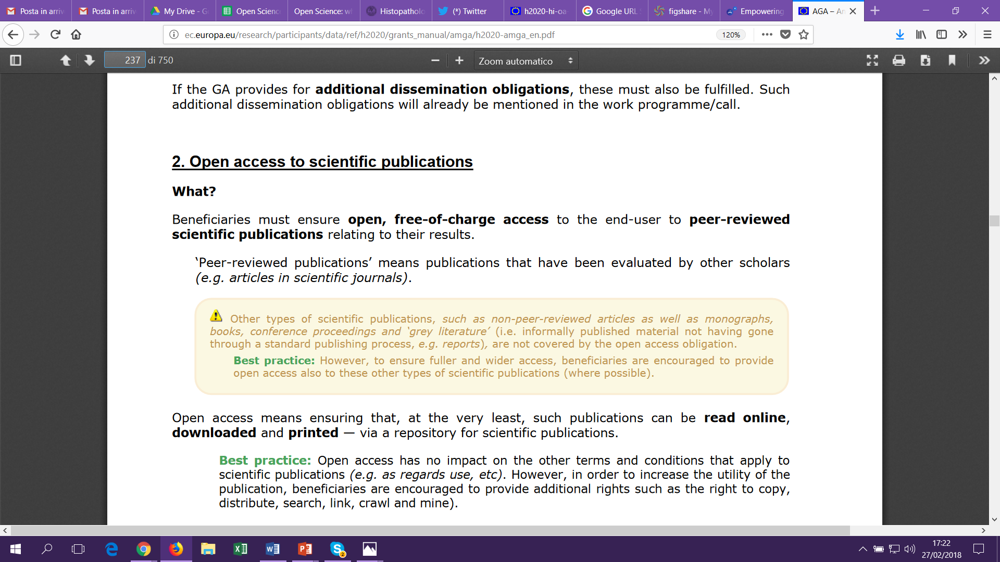 Posta in arriv
Posta in arriv
My Drive - Go
Open Science
Open Science: wh
Histopatholo
(*) Twitter
h2020-hi-oa-
Google URL S
figshare - My
Empowering
AGA – An
ec.europa.eu/research/participants/data/ref/h2020/grants_manual/amga/h2020-amga_en.pdf
120%
237 di 750
Zoom automatico
If the GA provides for additional dissemination obligations, these must also be fulfilled. Such
additional dissemination obligations will already be mentioned in the work programme/call.
2. Open access to scientific publications
What?
Beneficiaries must ensure open, free-of-charge access to the end-user to peer-reviewed
scientific publications relating to their results.
‘Peer-reviewed publications’ means publications that have been evaluated by other scholars
(e.g. articles in scientific journals).
Other types of scientific publications, such as non-peer-reviewed articles as well as monographs,
books, conference proceedings and ‘grey literature’ (i.e. informally published material not having gone
through a standard publishing process, e.g. reports), are not covered by the open access obligation.
Best practice: However, to ensure fuller and wider access, beneficiaries are encouraged to provide
open access also to these other types of scientific publications (where possible).
Open access means ensuring that, at the very least, such publications can be read online,
downloaded and printed — via a repository for scientific publications.
Best practice: Open access has no impact on the other terms and conditions that apply to
scientific publications (e.g. as regards use, etc). However, in order to increase the utility of the
publication, beneficiaries are encouraged to provide additional rights such as the right to copy,
distribute, search, link, crawl and mine).
17:22
27/02/2018